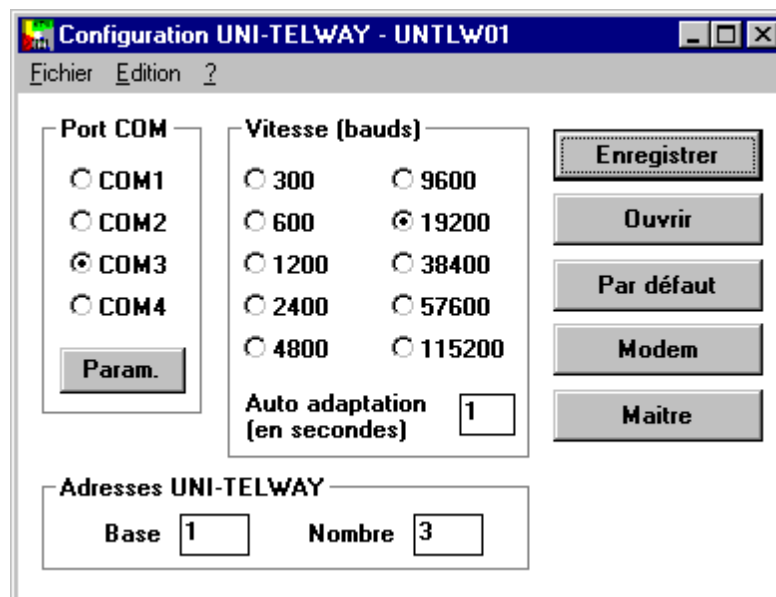 Configuration UNI-TELWAY - UNTLW01
Fichier Edition ?
Port COM
COM1
COM2
COM3
COM4
Param.
Vitesse (bauds)
300 9600
600 19200
1200 38400
2400 57600
4800 115200
Auto adaptation
(en secondes) 1
Enregistrer
Ouvrir
Par défaut
Modem
Maitre
Adresses UNI-TELWAY
Base 1 Nombre 3